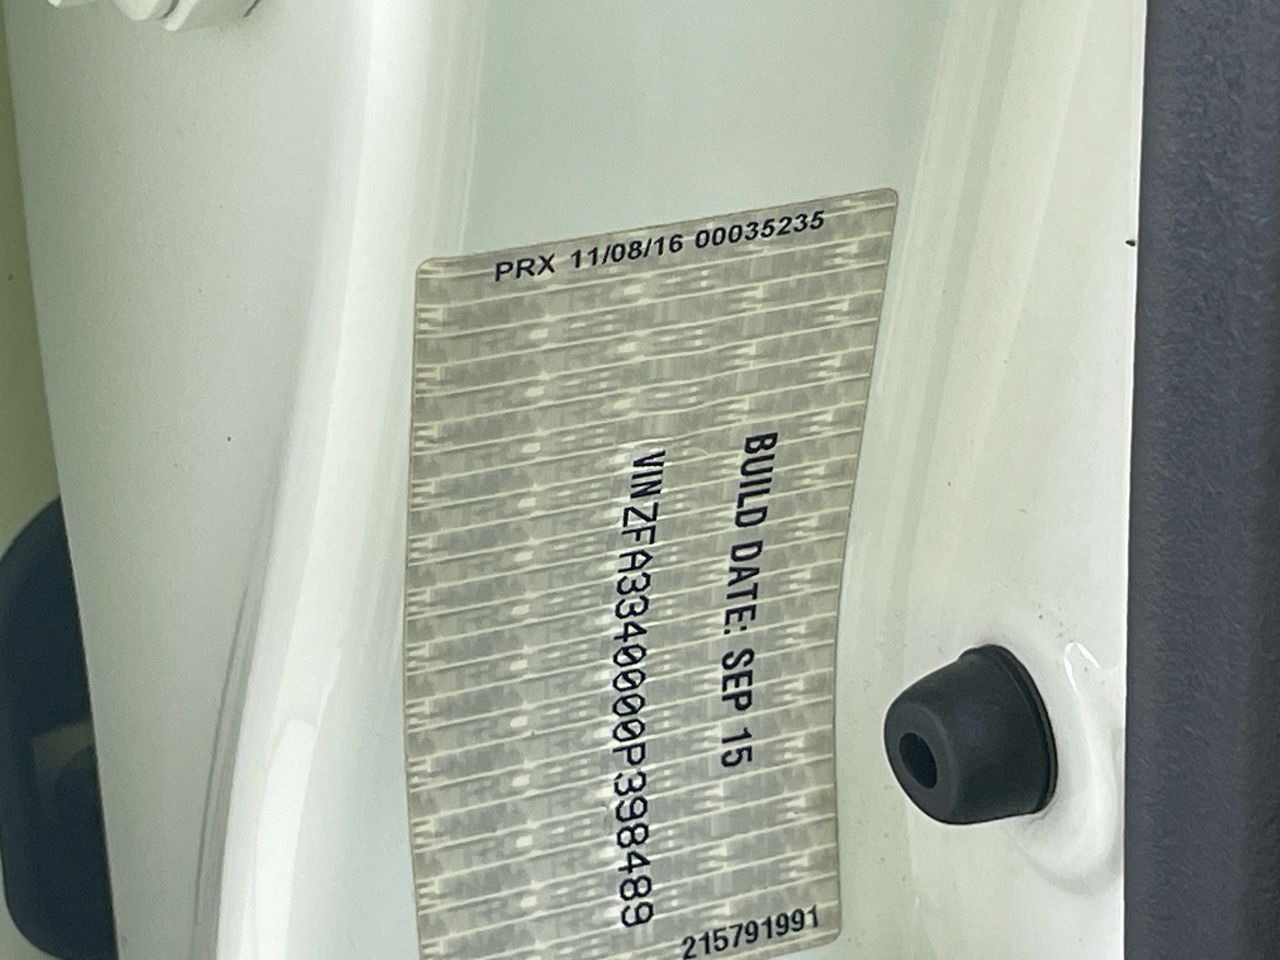 PRX 11/08/16 00035235
BUILD DATE: SEP 15
VIN ZFA3340000P398489
215791991